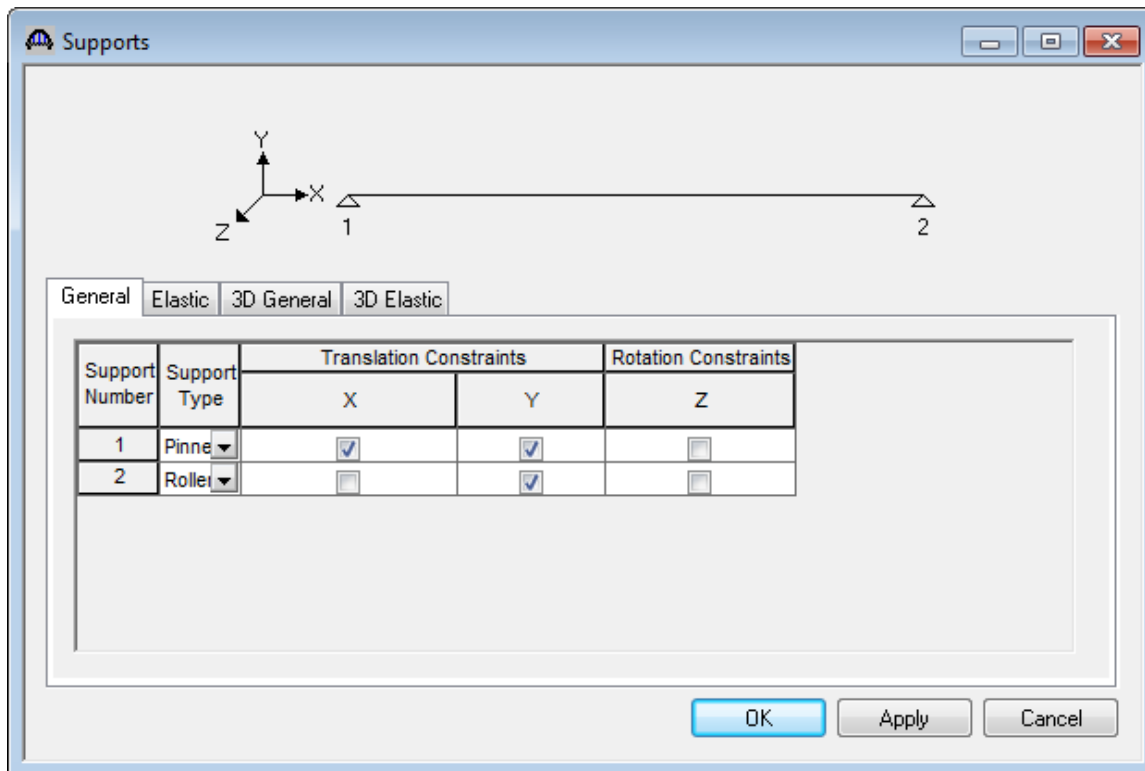 Supports
Y
X
Z
1
2
General Elastic 3D General 3D Elastic
Support Number Support Type Translation Constraints Rotation Constraints
X Y Z
1 Pinne
2 Roller
OK Apply Cancel